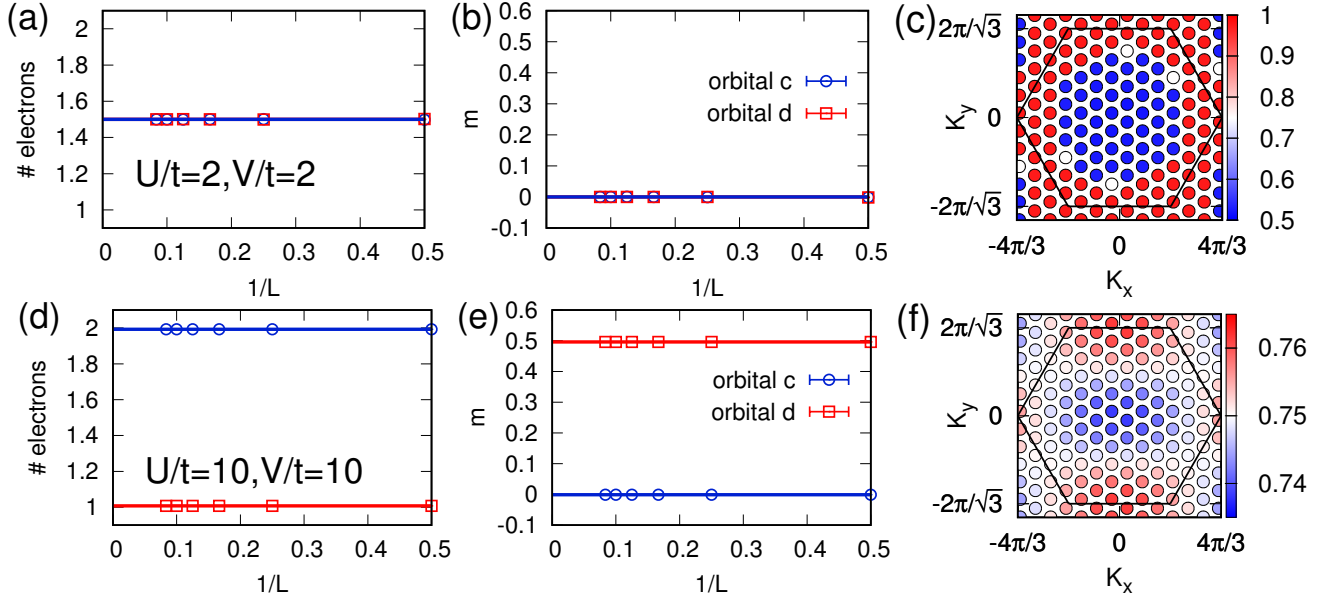 (a)
2
1.8
1.6
1.4
1.2
1
# electrons
U/t=2,V/t=2
0 0.1 0.2 0.3 0.4 0.5
1/L
(b)
0.6
0.5
0.4
0.3
0.2
0.1
0
-0.1
m
orbital c
orbital d
0 0.1 0.2 0.3 0.4 0.5
1/L
(c)
2π/√3
0
-2π/√3
K_y
-4π/3 0 4π/3
K_x
1
0.9
0.8
0.7
0.6
0.5
(d)
2
1.8
1.6
1.4
1.2
1
# electrons
U/t=10,V/t=10
0 0.1 0.2 0.3 0.4 0.5
1/L
(e)
0.6
0.5
0.4
0.3
0.2
0.1
0
-0.1
m
orbital c
orbital d
0 0.1 0.2 0.3 0.4 0.5
1/L
(f)
2π/√3
0
-2π/√3
K_y
-4π/3 0 4π/3
K_x
0.76
0.75
0.74